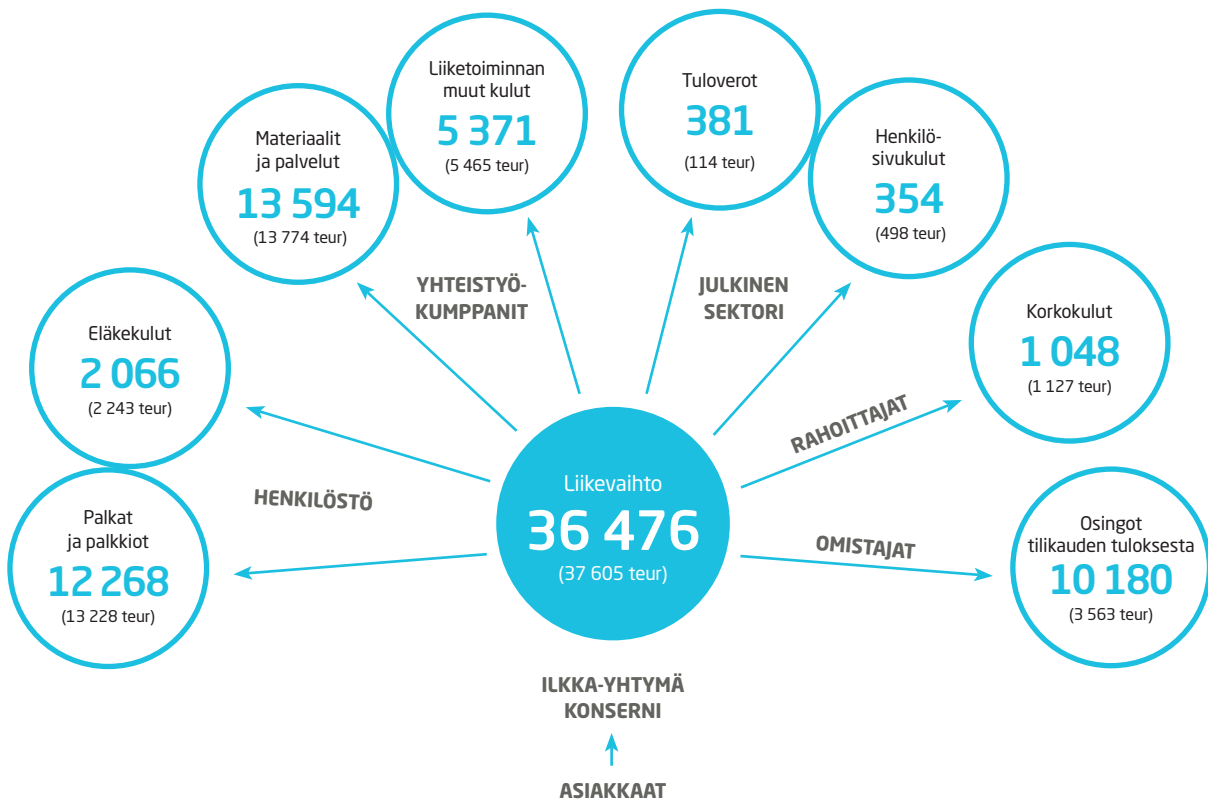 Liiketoiminnan
muut kulut
5 371
(5 465 teur)
Tuloverot
381
(114 teur)
Materiaalit
ja palvelut
13 594
(13 774 teur)
Henkilö-
sivukulut
354
(498 teur)
YHTEISTYÖ-
KUMPPANIT
JULKINEN
SEKTORI
Eläkekulut
2 066
(2 243 teur)
Korkokulut
1 048
(1 127 teur)
RAHOITTAJAT
HENKILÖSTÖ
Liikevaihto
36 476
(37 605 teur)
OMISTAJAT
Palkat
ja palkkiot
12 268
(13 228 teur)
Osingot
tilikauden tuloksesta
10 180
(3 563 teur)
ILKKA-YHTYMÄ
KONSERNI
ASIAKKAAT